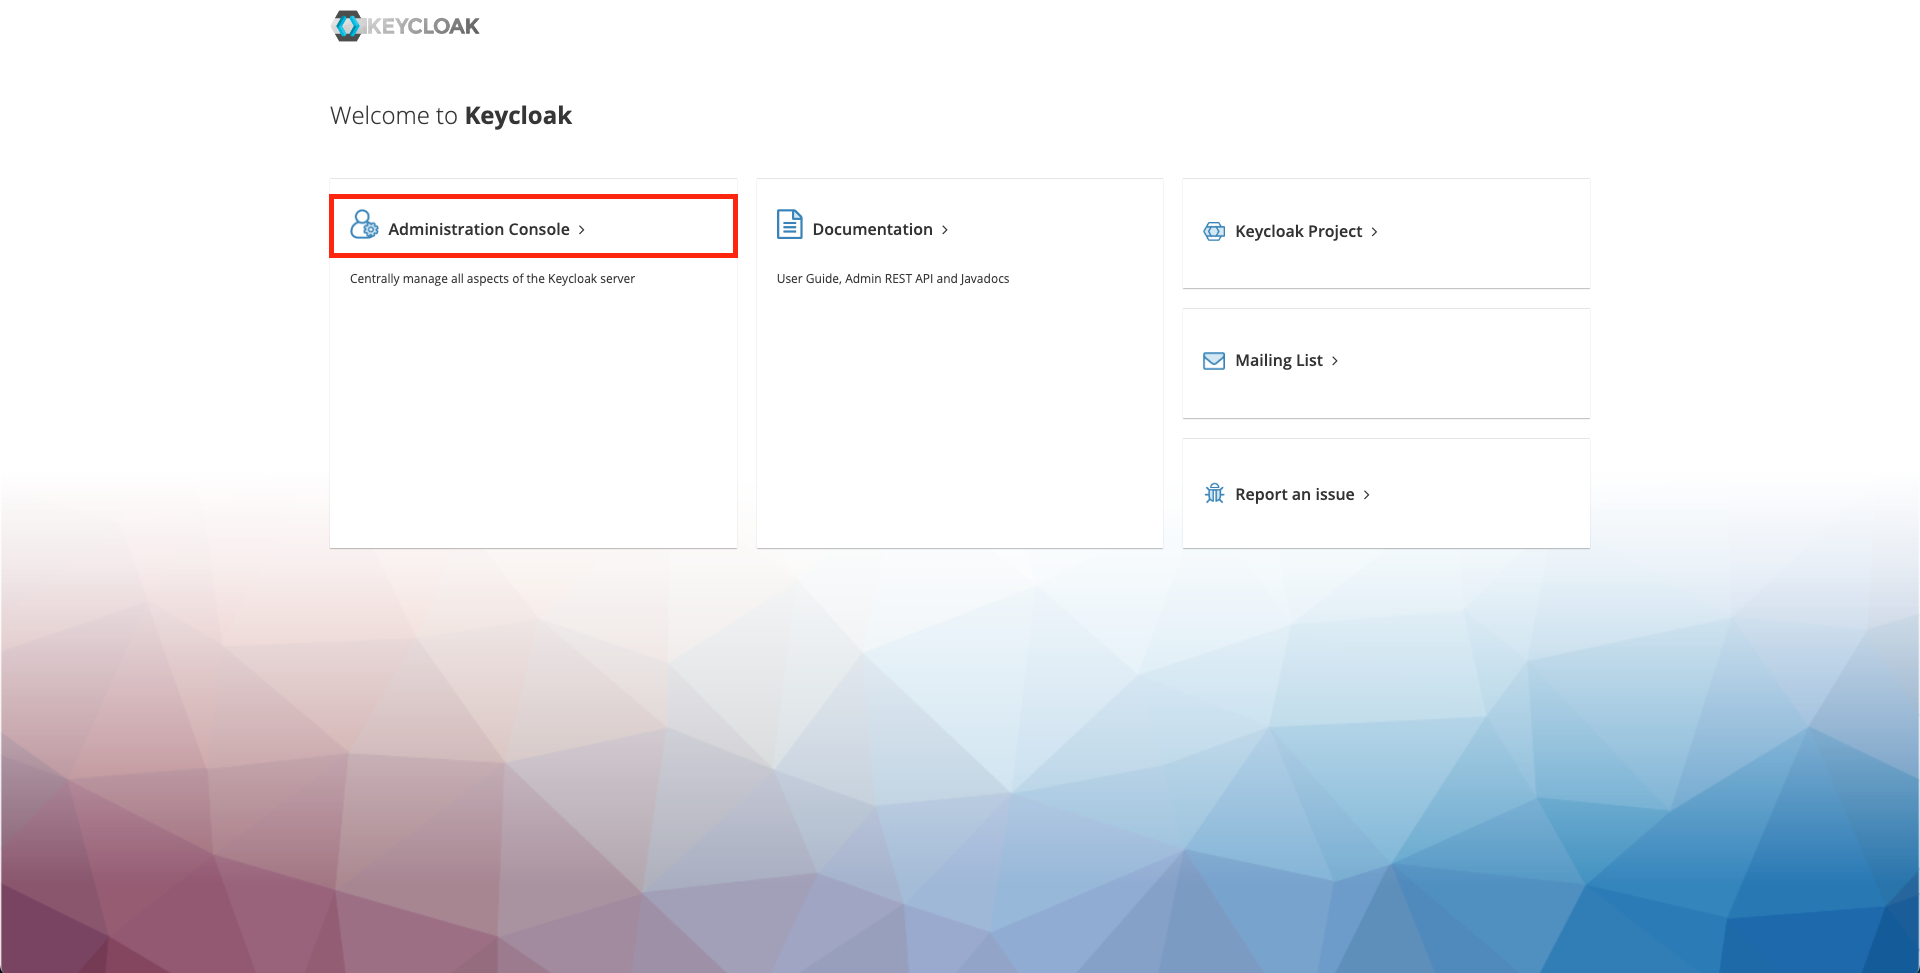 KEYCLOAK
Welcome to Keycloak
Administration Console
Centrally manage all aspects of the Keycloak server
Documentation
User Guide, Admin REST API and Javadocs
Keycloak Project
Mailing List
Report an issue